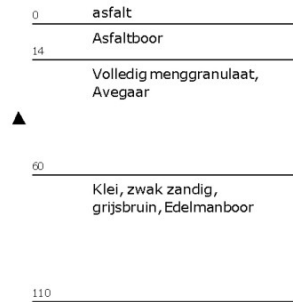 0
asfalt
Asfaltboor
14
Volledig menggranulaat,
Avegaar
60
Klei, zwak zandig,
grijsbruin, Edelmanboor
110